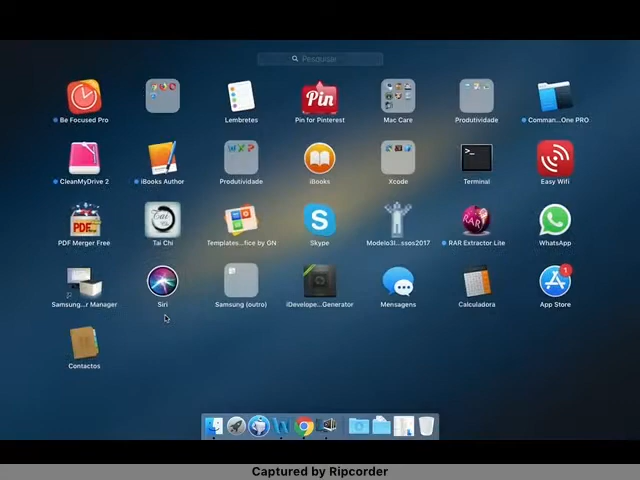 Pesquisar
Be Focused Pro
Lembretes
Pin
Pin for Pinterest
Mac Care
Produtividade
Comman...One PRO
CleanMyDrive 2
iBooks Author
Produtividade
iBooks
Xcode
>_
Terminal
Easy Wifi
PDF
PDF Merger Free
Tai Chi
Templates...fice by GN
Skype
Modelo3I...ssos2017
RAR
RAR Extractor Lite
WhatsApp
Samsung...r Manager
Siri
Samsung (outro)
iDevelope...Generator
Mensagens
Calculadora
1
App Store
Contactos
Captured by Ripcorder